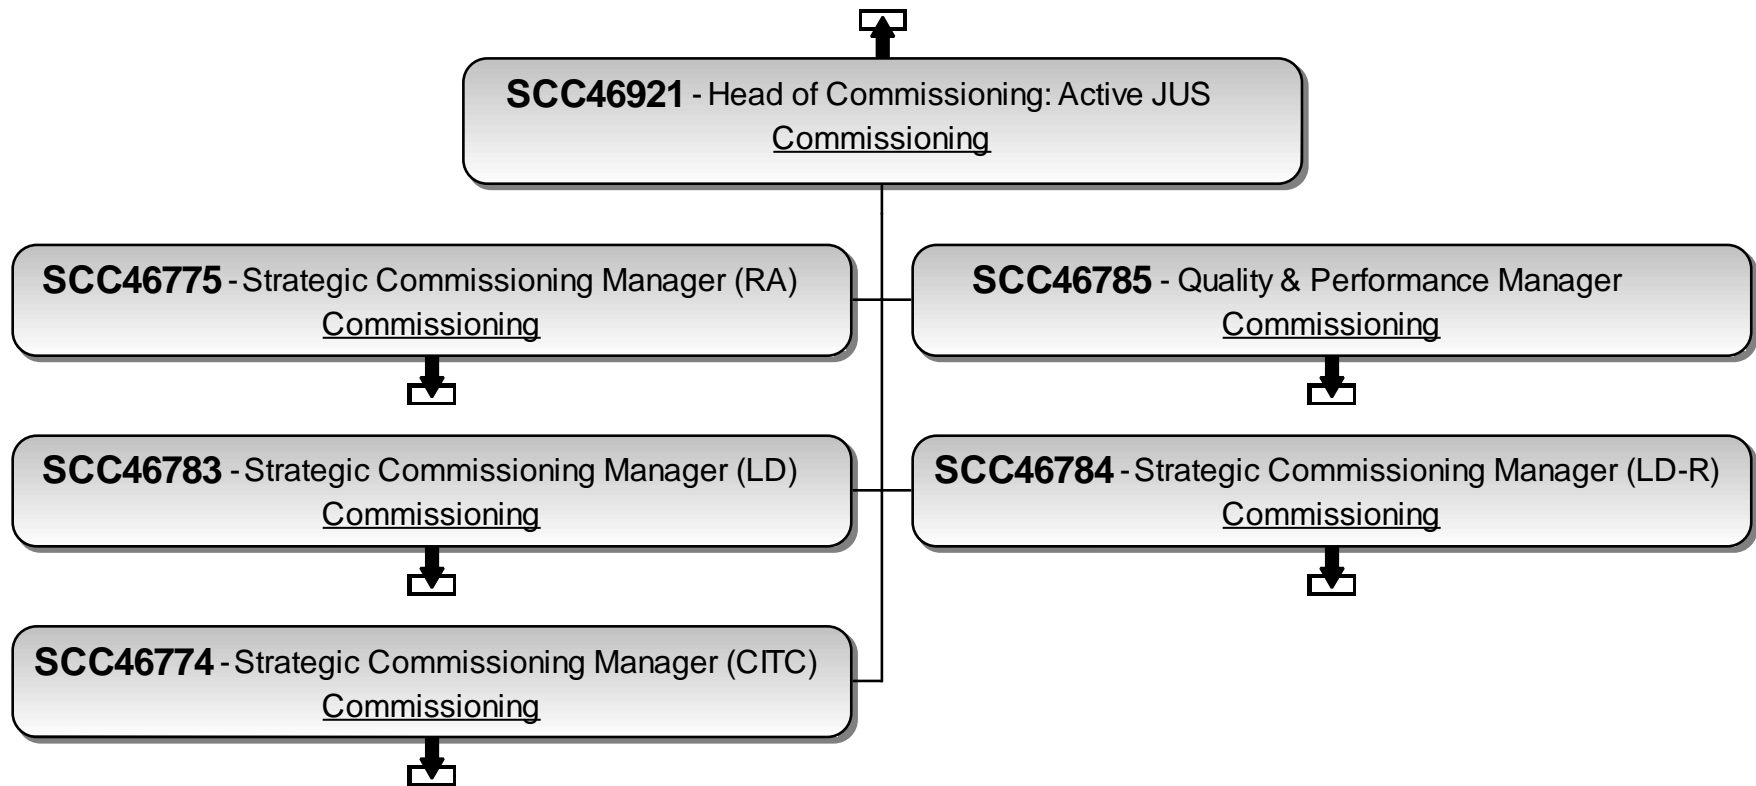 SCC46921 - Head of Commissioning: Active JUS
Commissioning
SCC46775 - Strategic Commissioning Manager (RA)
Commissioning
SCC46785 - Quality & Performance Manager
Commissioning
SCC46783 - Strategic Commissioning Manager (LD)
Commissioning
SCC46784 - Strategic Commissioning Manager (LD-R)
Commissioning
SCC46774 - Strategic Commissioning Manager (CITC)
Commissioning